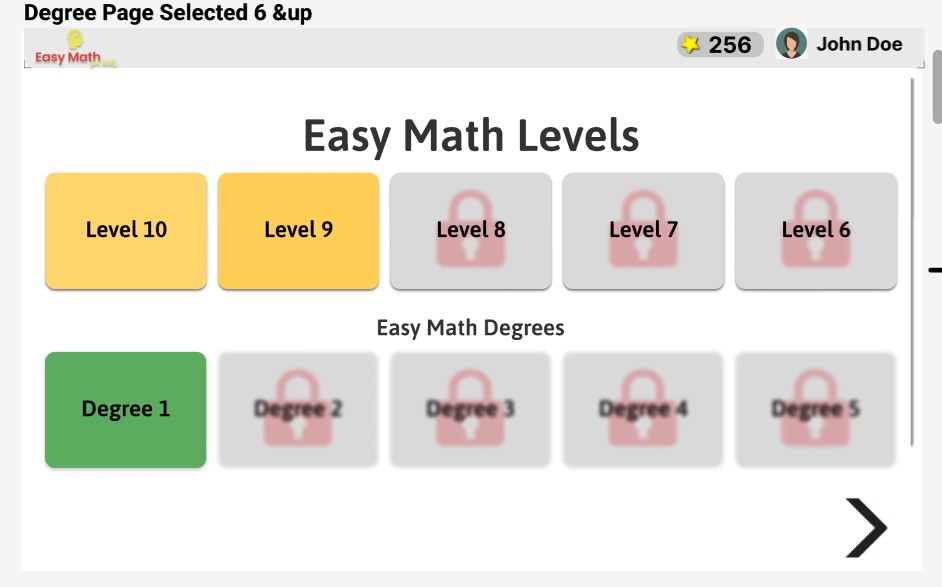 Degree Page Selected 6 &up
Easy Math
256
John Doe
Easy Math Levels
Level 10
Level 9
Level 8
Level 7
Level 6
Easy Math Degrees
Degree 1
Degree 2
Degree 3
Degree 4
Degree 5